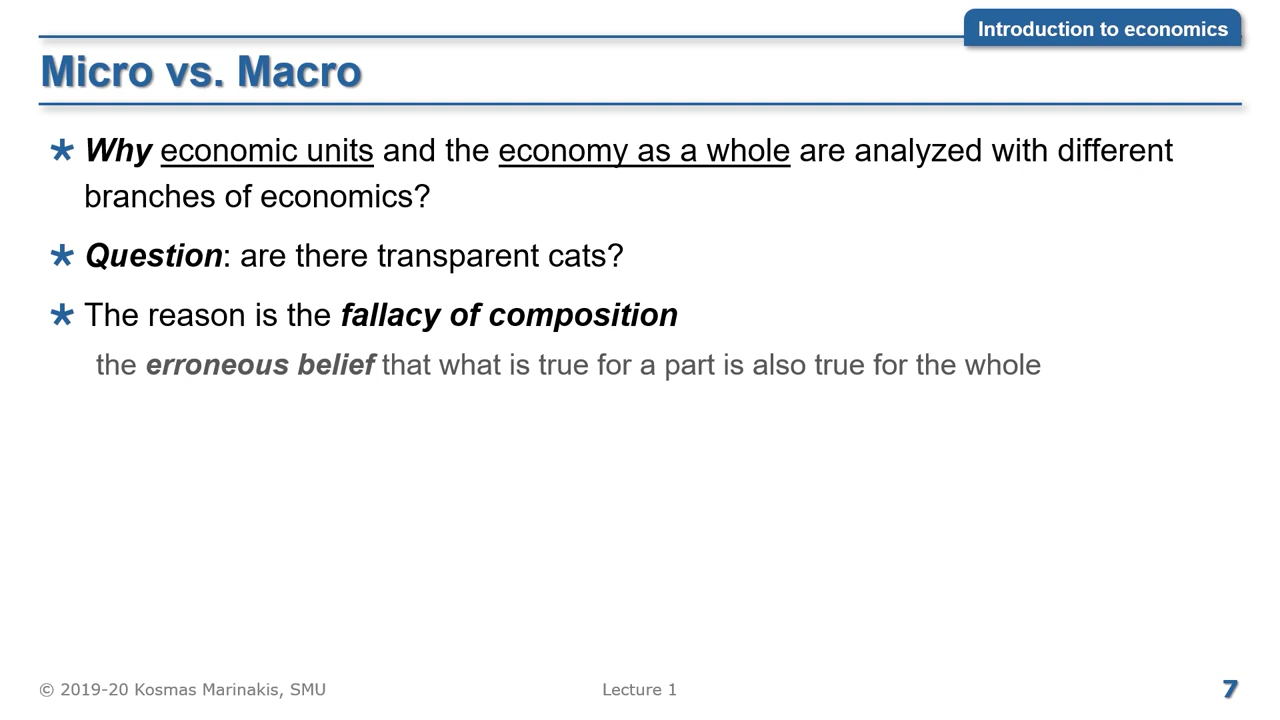 Introduction to economics
Micro vs. Macro
* Why economic units and the economy as a whole are analyzed with different
branches of economics?
* Question: are there transparent cats?
* The reason is the fallacy of composition
the erroneous belief that what is true for a part is also true for the whole
© 2019-20 Kosmas Marinakis, SMU
Lecture 1
7